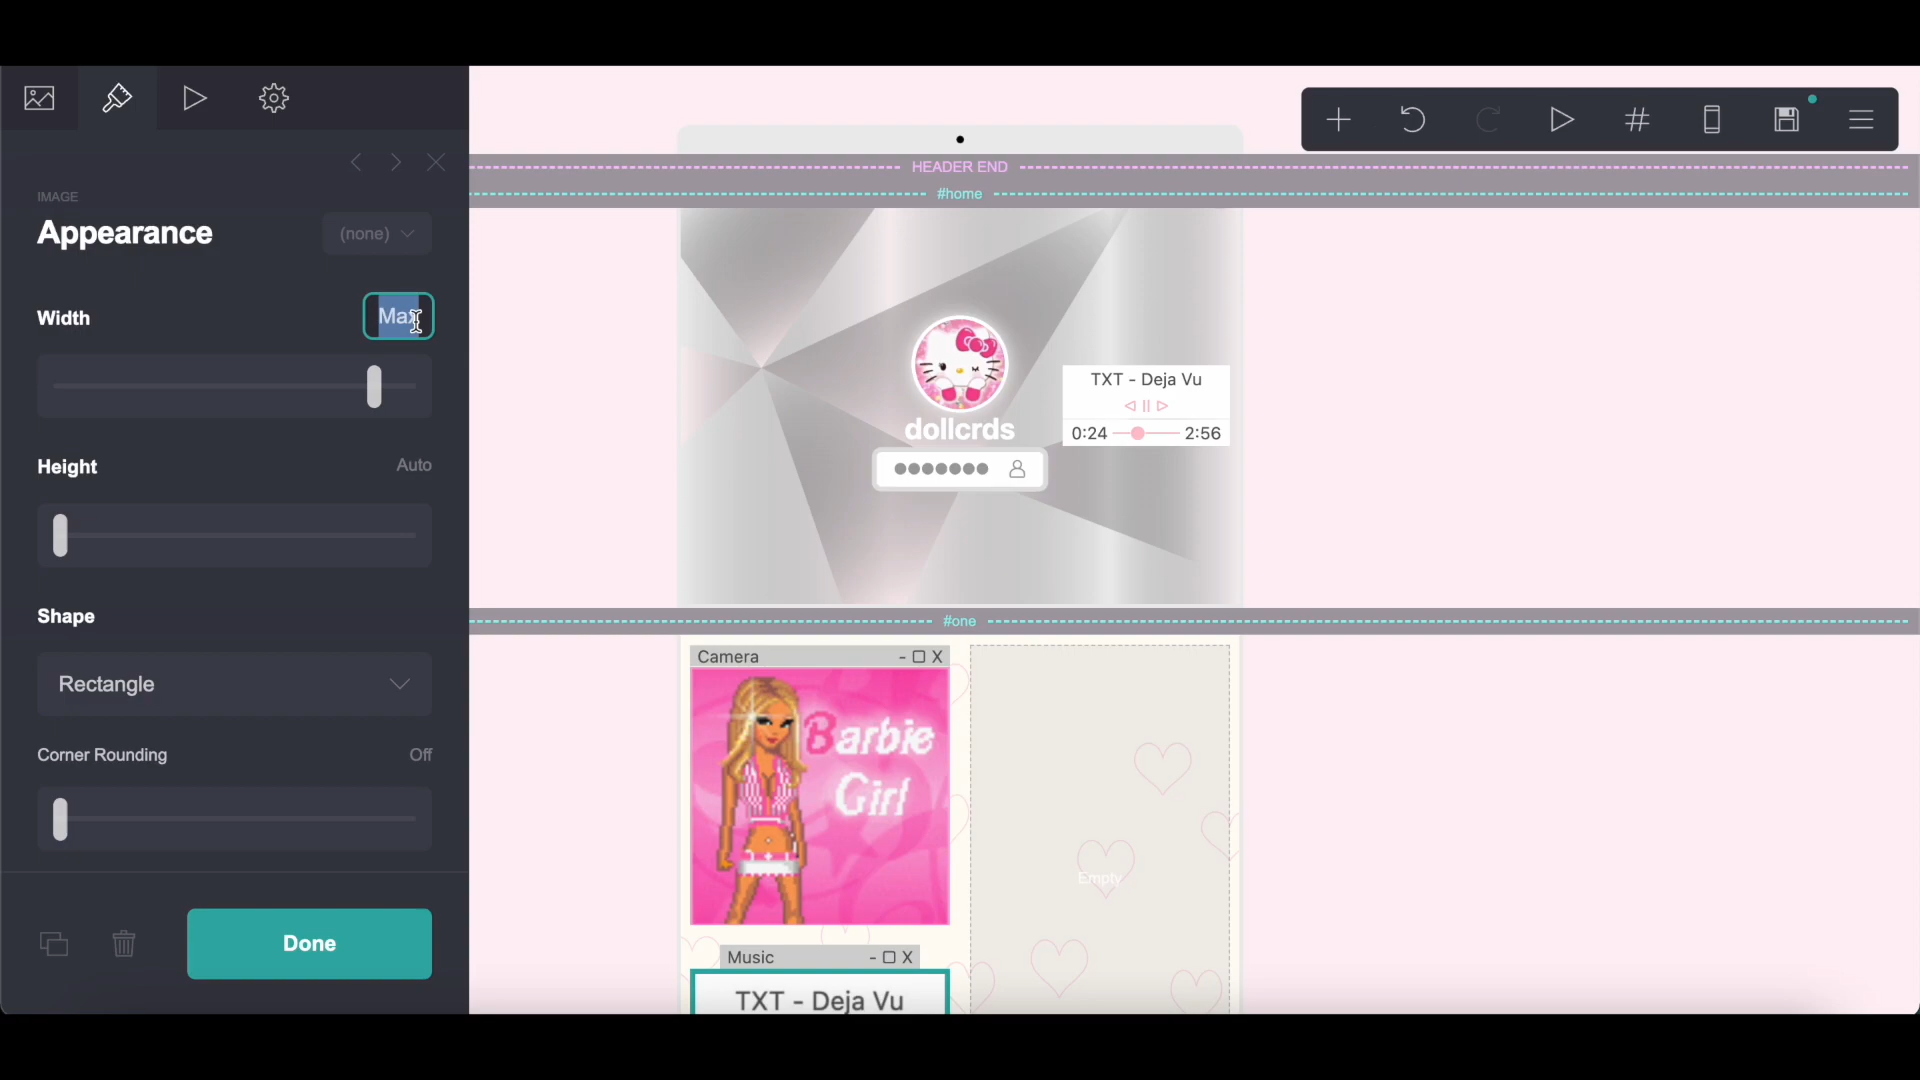 IMAGE
Appearance
(none)
Width
Max
Height
Auto
Shape
Rectangle
Corner Rounding
Off
Done
HEADER END
#home
TXT - Deja Vu
0:24
2:56
dollcrds
#one
Camera
- X
Barbie
Girl
Empty
Music
- X
TXT - Deja Vu